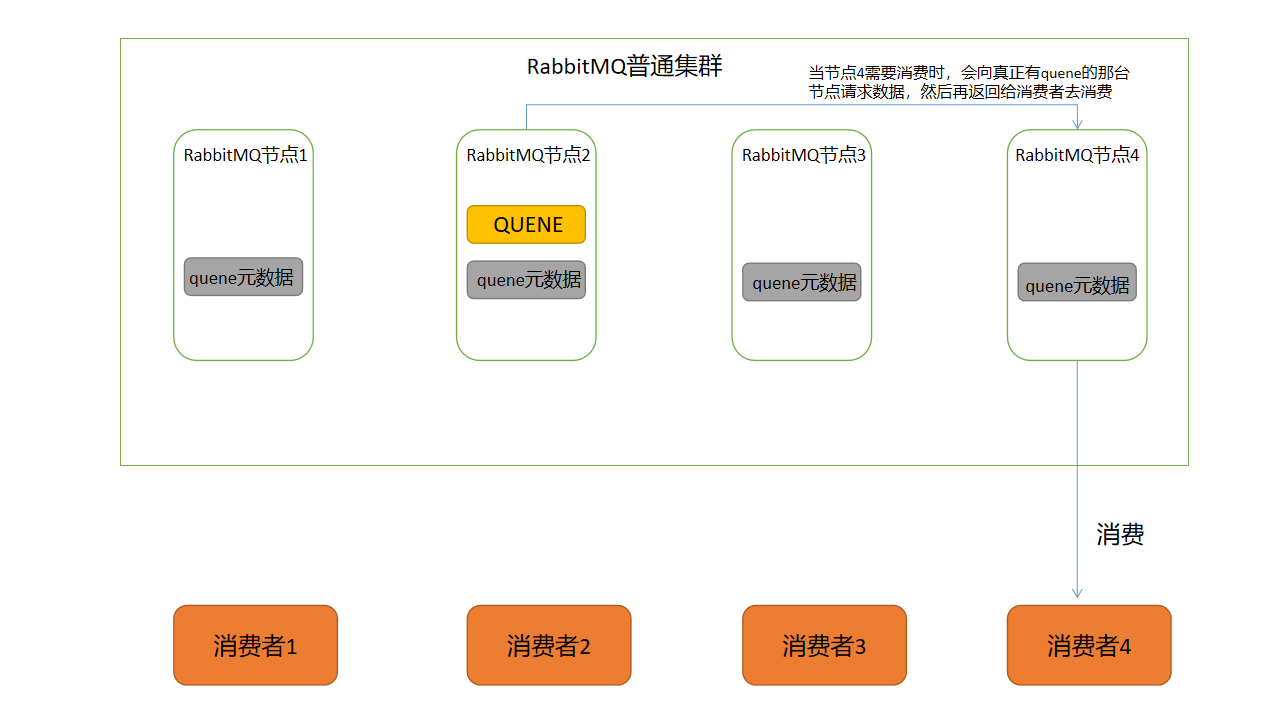 RabbitMQ普通集群
当节点4需要消费时，会向真正有quene的那台
节点请求数据，然后再返回给消费者去消费
RabbitMQ节点1
RabbitMQ节点2
RabbitMQ节点3
RabbitMQ节点4
QUENE
quene元数据
quene元数据
quene元数据
quene元数据
消费
消费者1
消费者2
消费者3
消费者4